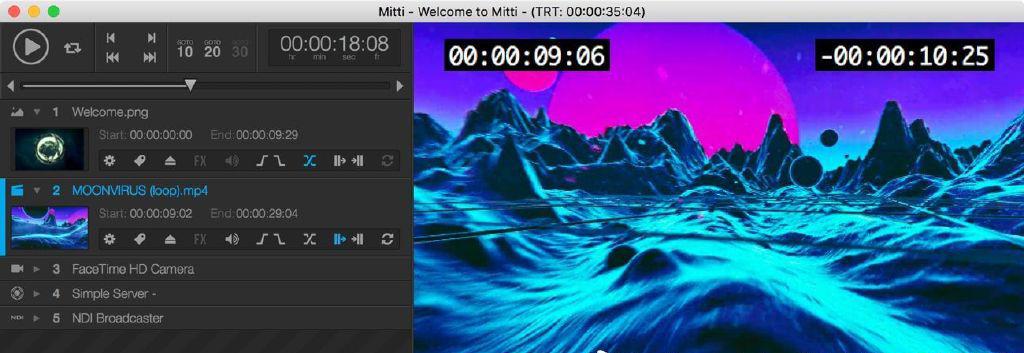 Mitti - Welcome to Mitti - (TRT: 00:00:35:04)
GOTO 10 GOTO 20 GOTO 30
00:00:18:08
hr min sec fr
1 Welcome.png
Start: 00:00:00:00 End: 00:00:09:29
FX
2 MOONVIRUS (loop).mp4
Start: 00:00:09:02 End: 00:00:29:04
FX
3 FaceTime HD Camera
4 Simple Server -
NDI 5 NDI Broadcaster
00:00:09:06
-00:00:10:25